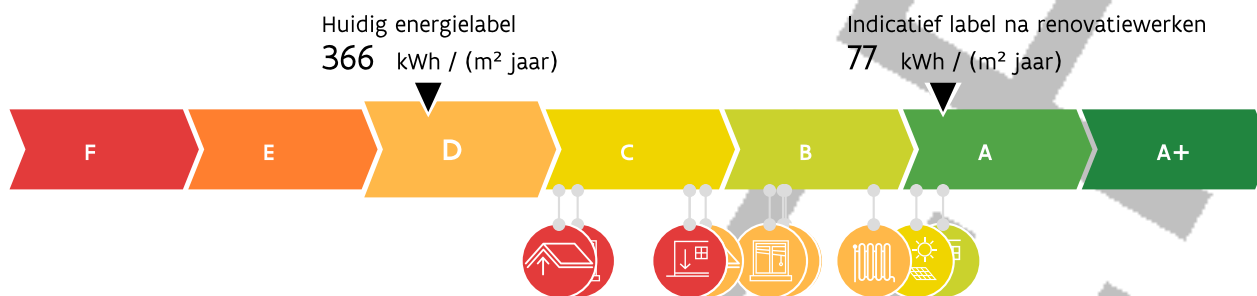 Huidig energielabel
366 kWh / (m² jaar)
Indicatief label na renovatiewerken
77 kWh / (m² jaar)
F E D C B A A+